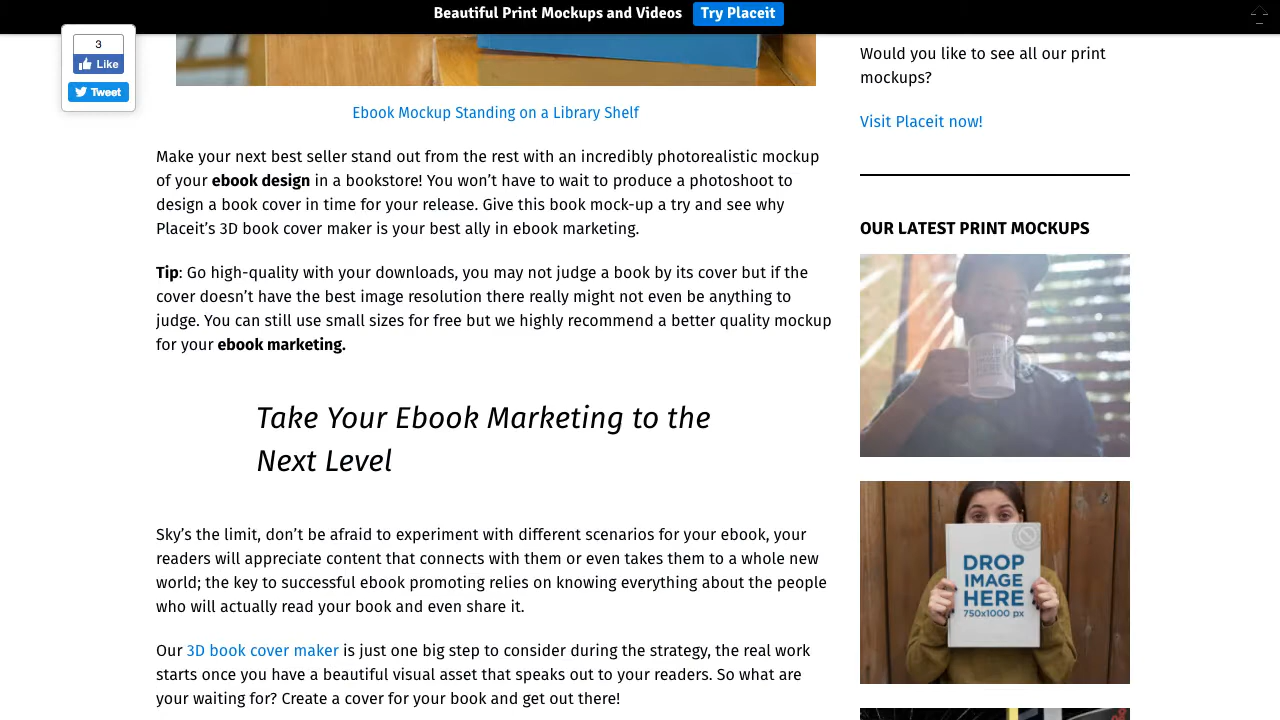 Beautiful Print Mockups and Videos Try Placeit
3
Like
Tweet
Ebook Mockup Standing on a Library Shelf
Make your next best seller stand out from the rest with an incredibly photorealistic mockup
of your ebook design in a bookstore! You won’t have to wait to produce a photoshoot to
design a book cover in time for your release. Give this book mock-up a try and see why
Placeit’s 3D book cover maker is your best ally in ebook marketing.
Tip: Go high-quality with your downloads, you may not judge a book by its cover but if the
cover doesn’t have the best image resolution there really might not even be anything to
judge. You can still use small sizes for free but we highly recommend a better quality mockup
for your ebook marketing.
Take Your Ebook Marketing to the
Next Level
Sky’s the limit, don’t be afraid to experiment with different scenarios for your ebook, your
readers will appreciate content that connects with them or even takes them to a whole new
world; the key to successful ebook promoting relies on knowing everything about the people
who will actually read your book and even share it.
Our 3D book cover maker is just one big step to consider during the strategy, the real work
starts once you have a beautiful visual asset that speaks out to your readers. So what are
your waiting for? Create a cover for your book and get out there!
Would you like to see all our print
mockups?
Visit Placeit now!
OUR LATEST PRINT MOCKUPS
DROP
IMAGE
HERE
DROP
IMAGE
HERE
750x1000 px